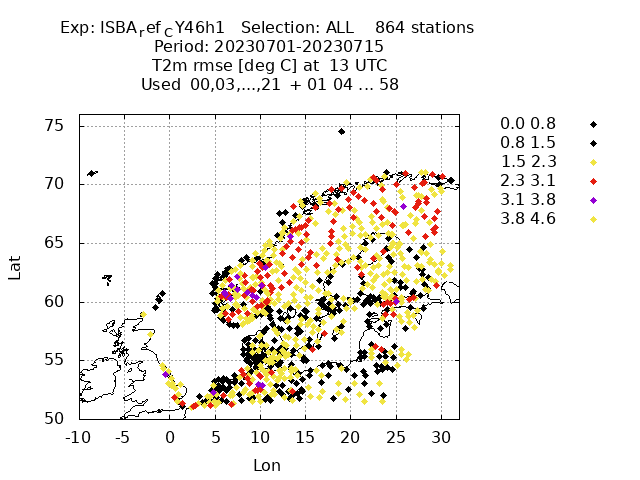 Exp: ISBA_ref_CY46h1 Selection: ALL 864 stations
Period: 20230701-20230715
T2m rmse [deg C] at 13 UTC
Used 00,03,...,21 + 01 04 ... 58
75
70
65
60
55
50
Lat
-10 -5 0 5 10 15 20 25 30
Lon
0.0 0.8
0.8 1.5
1.5 2.3
2.3 3.1
3.1 3.8
3.8 4.6